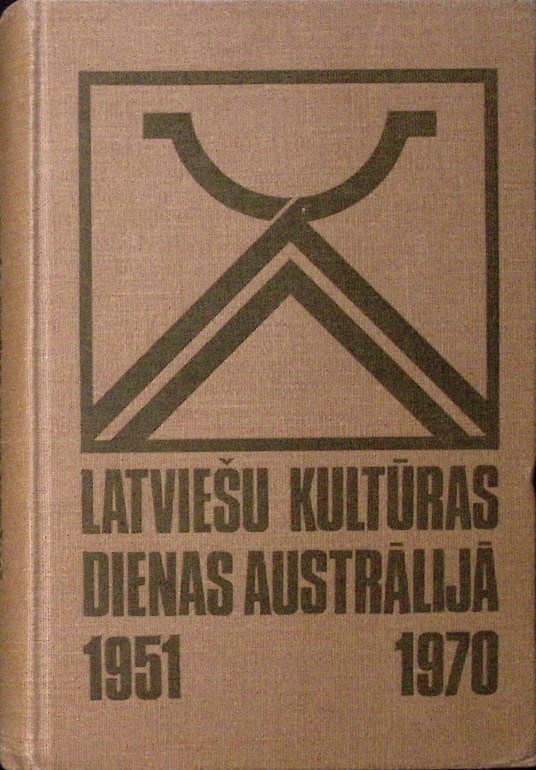 LATVIEŠU KULTŪRAS
DIENAS AUSTRĀLIJĀ
1951 1970